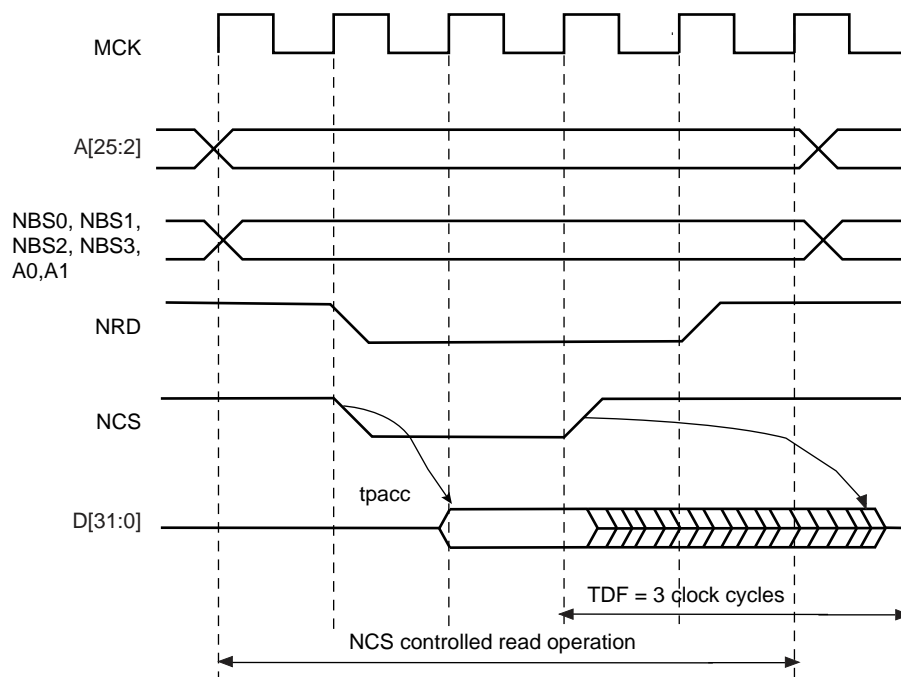 MCK
A[25:2]
NBS0, NBS1,
NBS2, NBS3,
A0,A1
NRD
NCS
tpacc
D[31:0]
TDF = 3 clock cycles
NCS controlled read operation